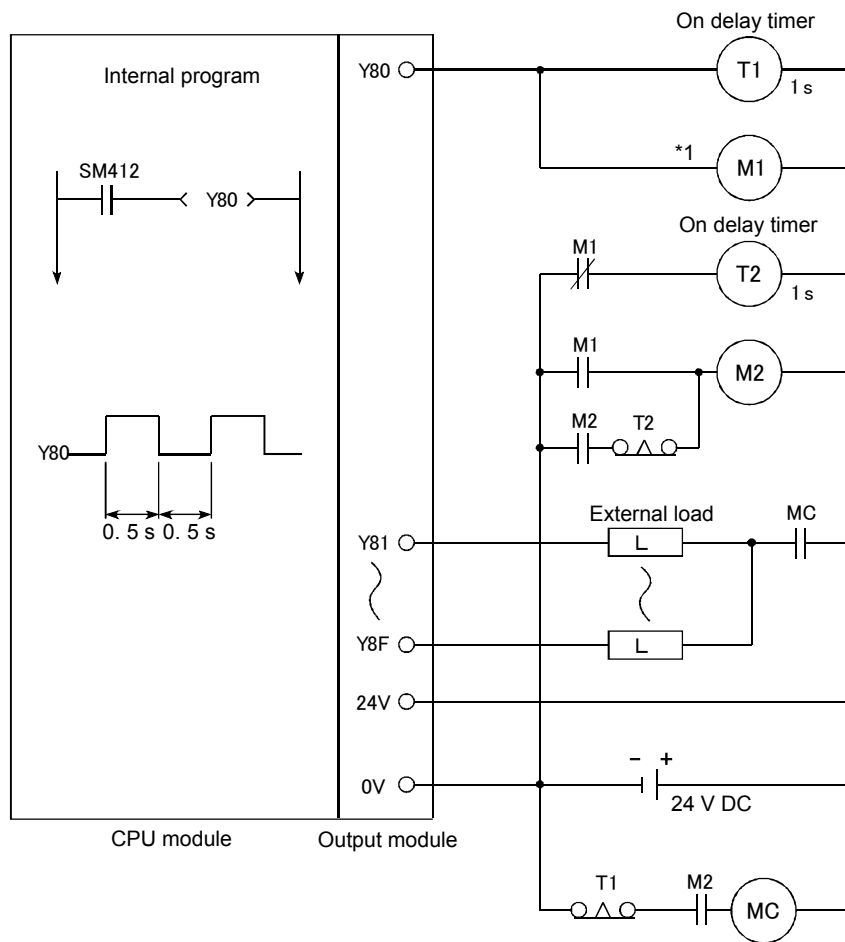 On delay timer
Internal program
Y80
T1
1 s
SM412
*1
M1
Y80
On delay timer
M1
T2
1 s
M1
M2
M2
T2
Y80
0. 5 s
0. 5 s
External load
MC
Y81
L
Y8F
L
24V
- +
0V
24 V DC
CPU module
Output module
T1
M2
MC